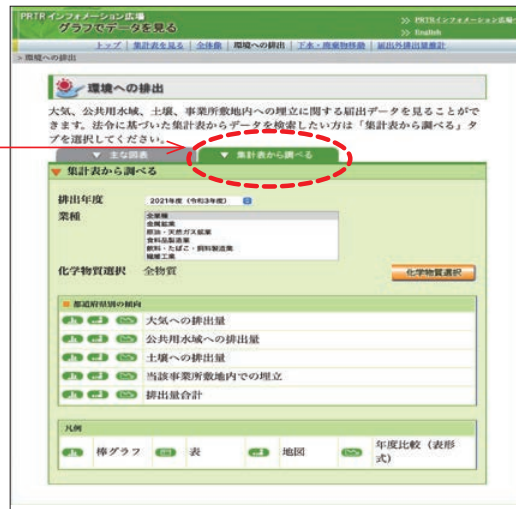 PRTR インフォメーション広場
グラフでデータを見る
>> PRTRインフォメーション広場
>> English
トップ | 集計表を見る | 全体像 | 環境への排出 | 下水・廃棄物移動 | 届出外排出量推計
> 環境への排出
環境への排出
大気、公共用水域、土壌、事業所敷地内への埋立に関する届出データを見ることがで
きます。法令に基づいた集計表からデータを検索したい方は「集計表から調べる」タ
ブを選択してください。
▼ 主な図表
▼ 集計表から調べる
▼ 集計表から調べる
排出年度 2021年度（令和3年度）
業種 全業種
金属鉱業
原油・天然ガス鉱業
食料品製造業
飲料・たばこ・飼料製造業
繊維工業
化学物質選択 全物質 化学物質選択
都道府県別の傾向
大気への排出量
公共用水域への排出量
土壌への排出量
当該事業所敷地内での埋立
排出量合計
凡例
棒グラフ 表 地図 年度比較（表形
式）